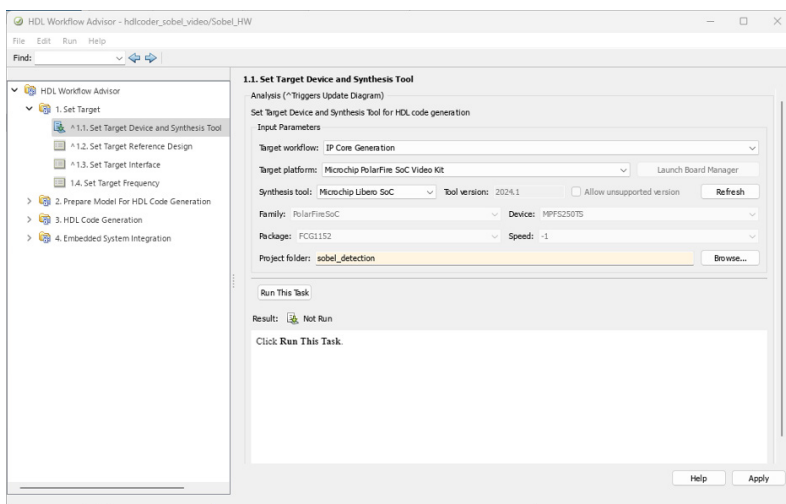 HDL Workflow Advisor - hdlcoder_sobel_video/Sobel_HW
File Edit Run Help
Find:
HDL Workflow Advisor
1. Set Target
^1.1. Set Target Device and Synthesis Tool
^1.2. Set Target Reference Design
^1.3. Set Target Interface
1.4. Set Target Frequency
2. Prepare Model For HDL Code Generation
3. HDL Code Generation
4. Embedded System Integration
1.1. Set Target Device and Synthesis Tool
Analysis (^Triggers Update Diagram)
Set Target Device and Synthesis Tool for HDL code generation
Input Parameters
Target workflow: IP Core Generation
Target platform: Microchip PolarFire SoC Video Kit Launch Board Manager
Synthesis tool: Microchip Libero SoC Tool version: 2024.1 Allow unsupported version Refresh
Family: PolarFireSoC Device: MPFS250TS
Package: FCG1152 Speed: -1
Project folder: sobel_detection Browse...
Run This Task
Result: Not Run
Click Run This Task.
Help Apply